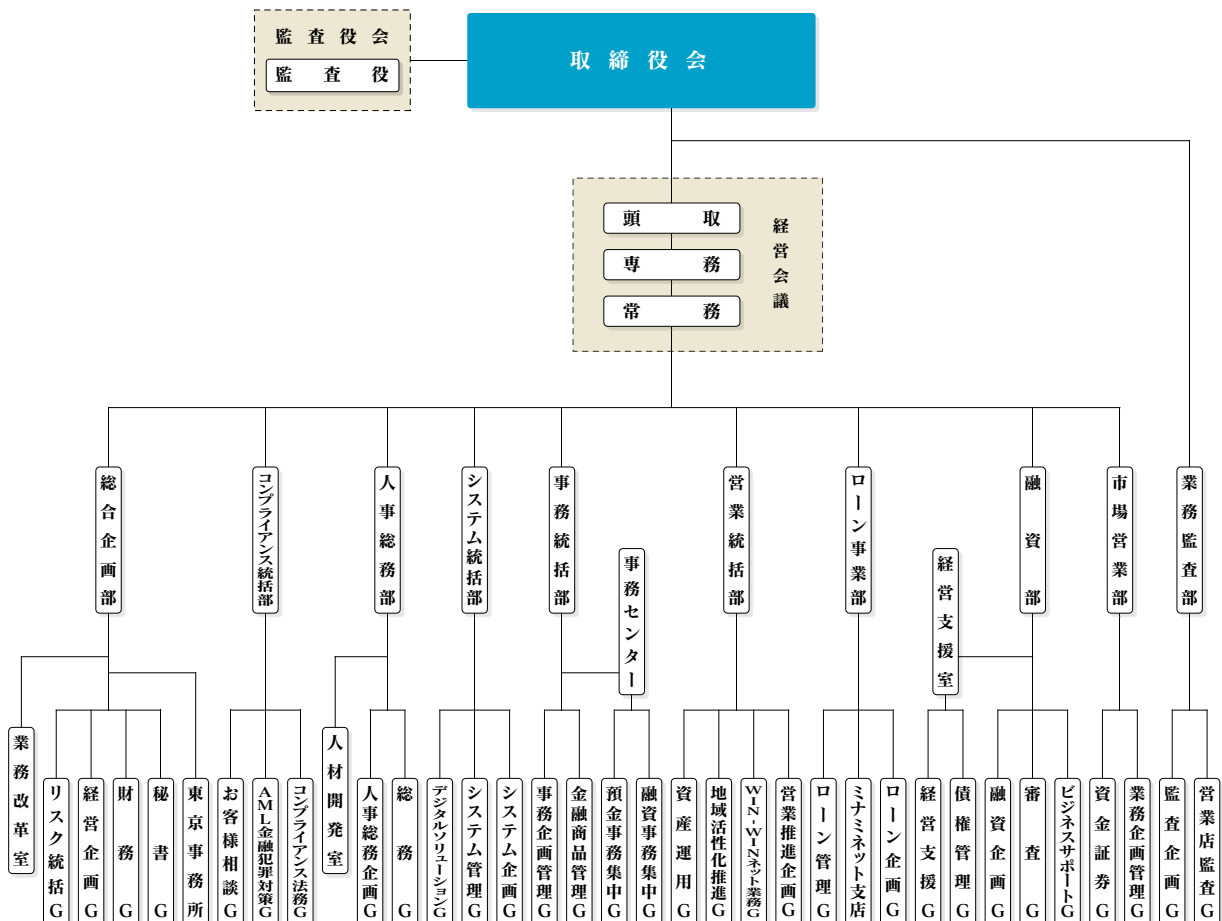 監査役会
監査役
取締役会
頭取
専務
常務
経営会議
総合企画部
コンプライアンス統括部
人事総務部
システム統括部
事務統括部
営業統括部
ローン事業部
融資部
市場営業部
業務監査部
事務センター
経営支援室
業務改革室
リスク統括G
経営企画G
財務G
秘書G
東京事務所
お客様相談G
AML金融犯罪対策G
コンプライアンス法務G
人材開発室
人事総務企画G
総務G
デジタルソリューションG
システム管理G
システム企画G
事務企画管理G
金融商品管理G
預金事務集中G
融資事務集中G
資産運用G
地域活性化推進G
WIN-WINネット業務G
営業推進企画G
ローン管理G
ミナミネット支店
ローン企画G
経営支援G
債権管理G
融資企画G
審査G
ビジネスサポートG
資金証券G
業務企画管理G
監査企画G
営業店監査G